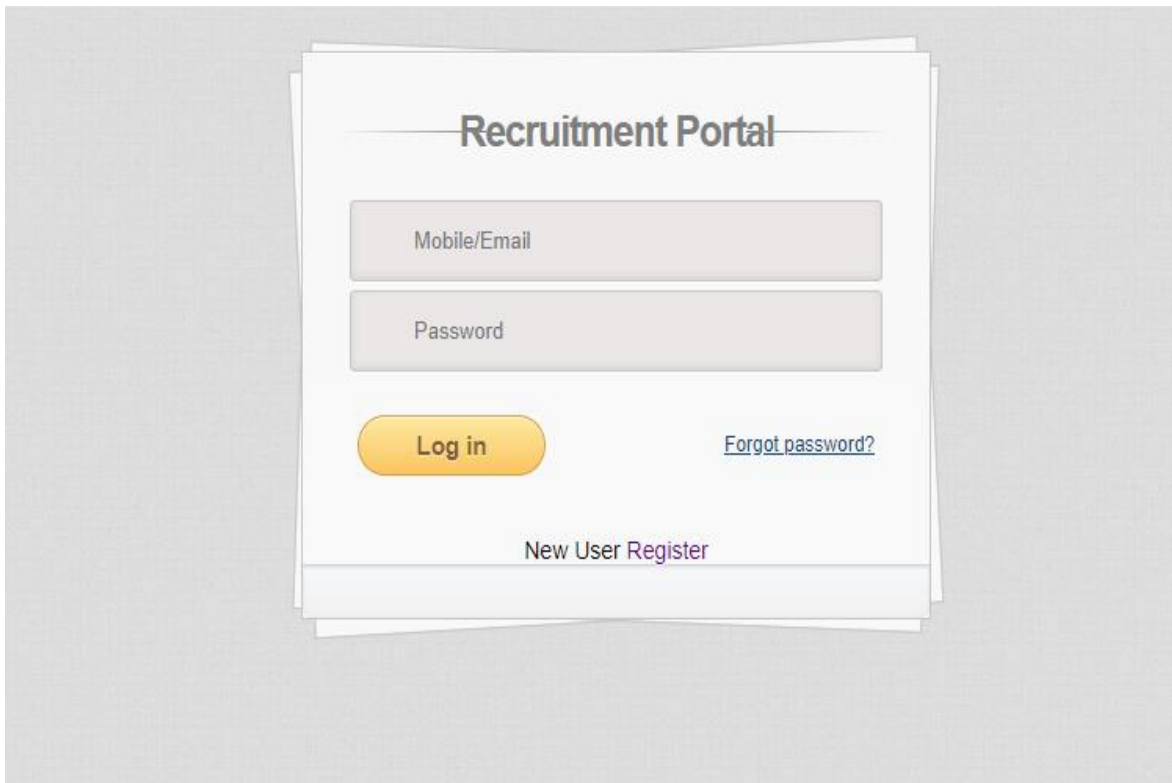 Recruitment Portal
Mobile/Email
Password
Log in
Forgot password?
New User Register